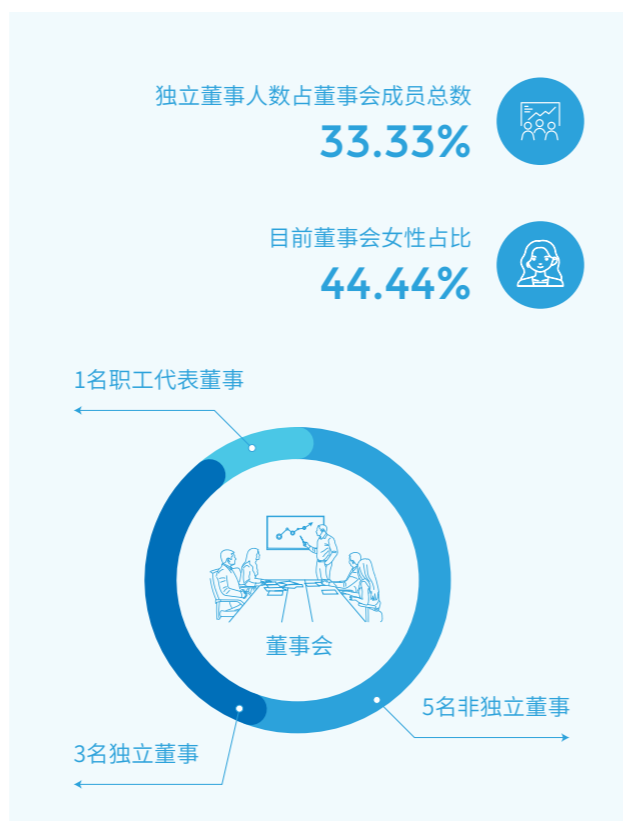 独立董事人数占董事会成员总数
33.33%
目前董事会女性占比
44.44%
1名职工代表董事
董事会
5名非独立董事
3名独立董事